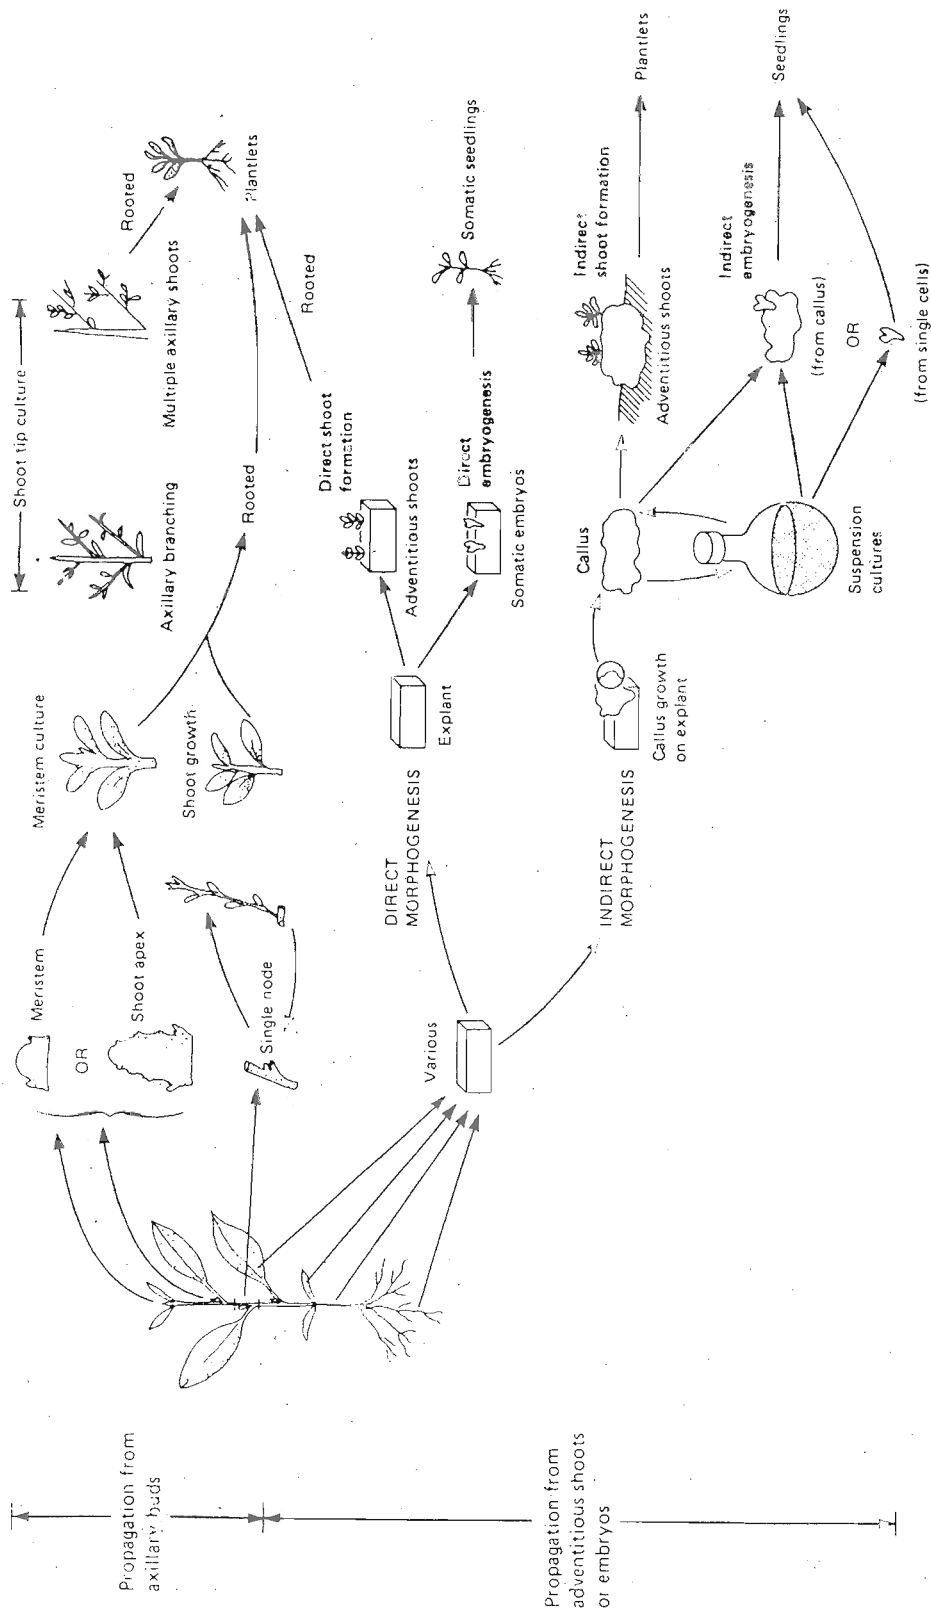 Propagation from
axillary buds
Propagation from
adventitious shoots
or embryos
Meristem
OR
Shoot apex
Single node
Meristem culture
Shoot growth
Shoot tip culture
Axillary branching
Multiple axillary shoots
Rooted
Rooted
Plantlets
Various
DIRECT
MORPHOGENESIS
Explant
Direct shoot
formation
Adventitious shoots
Rooted
Direct
embryogenesis
Somatic embryos
Somatic seedlings
INDIRECT
MORPHOGENESIS
Callus growth
on explant
Callus
Suspension
cultures
Indirect
shoot formation
Adventitious shoots
Plantlets
Indirect
embryogenesis
(from callus)
OR
(from single cells)
Seedlings